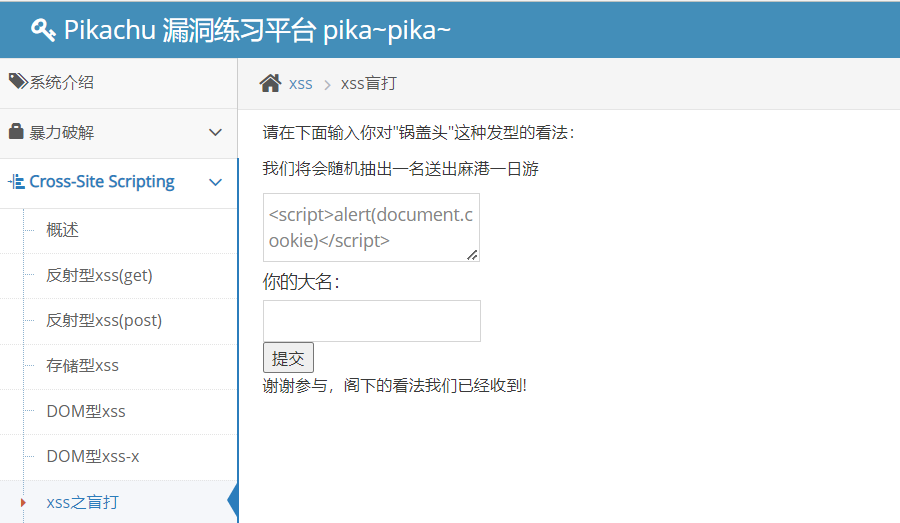 Pikachu 漏洞练习平台 pika~pika~
系统介绍
暴力破解
Cross-Site Scripting
概述
反射型xss(get)
反射型xss(post)
存储型xss
DOM型xss
DOM型xss-x
xss之盲打
xss > xss盲打
请在下面输入你对"锅盖头"这种发型的看法：
我们将会随机抽出一名送出麻港一日游
<script>alert(document.c
ookie)</script>
你的大名：
提交
谢谢参与，阁下的看法我们已经收到!